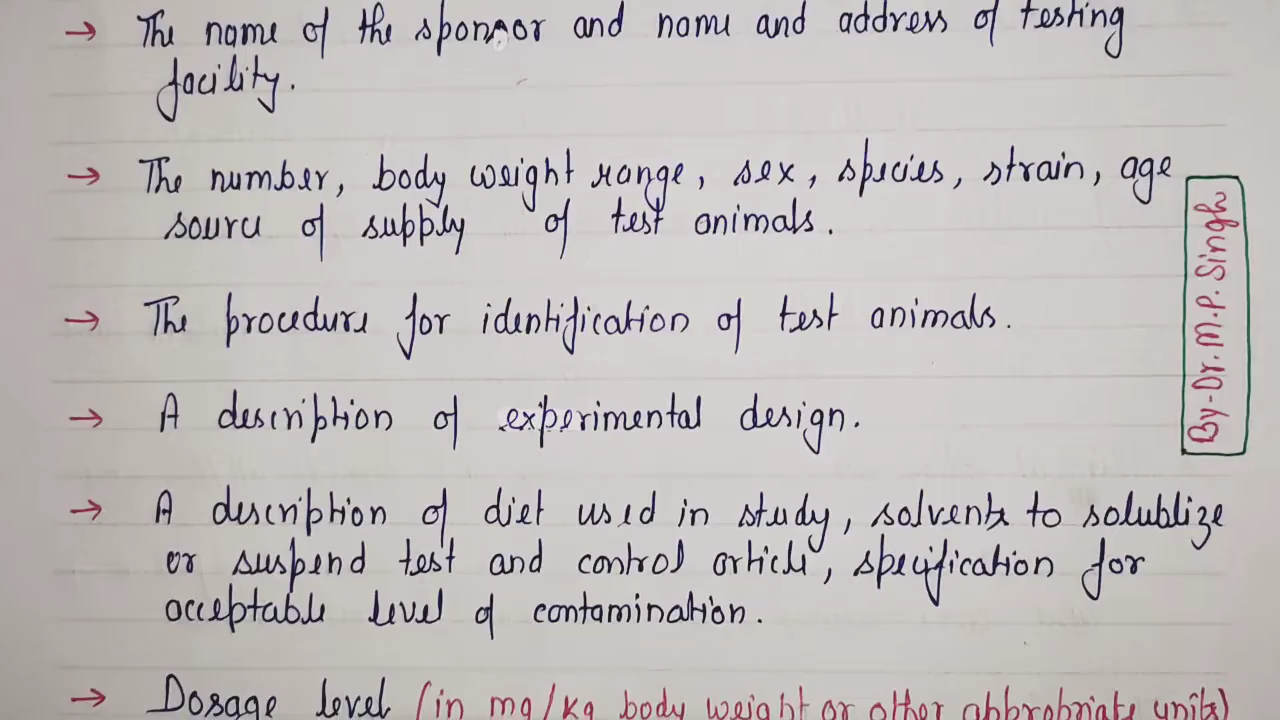 → The name of the sponsor and name and address of testing
facility.
→ The number, body weight range, sex, species, strain, age
source of supply of test animals.
→ The procedure for identification of test animals.
→ A description of experimental design.
→ A description of diet used in study, solvents to solublize
or suspend test and control article, specification for
acceptable level of contamination.
→ Dosage level (in mg/kg body weight or other appropriate units)
By-Dr. M.P. Singh